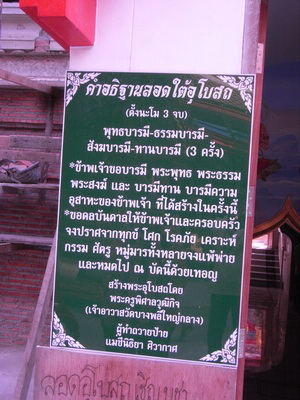 คำอธิฐานลอดใต้อุโบสถ
(ตั้งนะโม 3 จบ)
พุทธบารมี-ธรรมบารมี-
สังฆบารมี-ทานบารมี (3 ครั้ง)
*ข้าพเจ้าขอบารมี พระพุทธ พระธรรม
พระสงฆ์ และ บารมีทาน บารมีความ
อุสาหะของข้าพเจ้า ที่ได้สร้างในครั้งนี้
*ขอดลบันดาลให้ข้าพเจ้าและครอบครัว
จงปราศจากทุกข์ โศก โรคภัย เคราะห์
กรรม ศัตรู หมู่มารทั้งหลายจงแพ้พ่าย
และหมดไป ณ บัดนี้ด้วยเทอญ
สร้างพระอุโบสถโดย
พระครูพิศาลวุฒิกิจ
(เจ้าอาวาสวัดบางพลีใหญ่กลาง)
ผู้ทำถวายป้าย
แม่ชีนิธิยา ศิวากาศ
ลอดอุโบสถ เชิญ